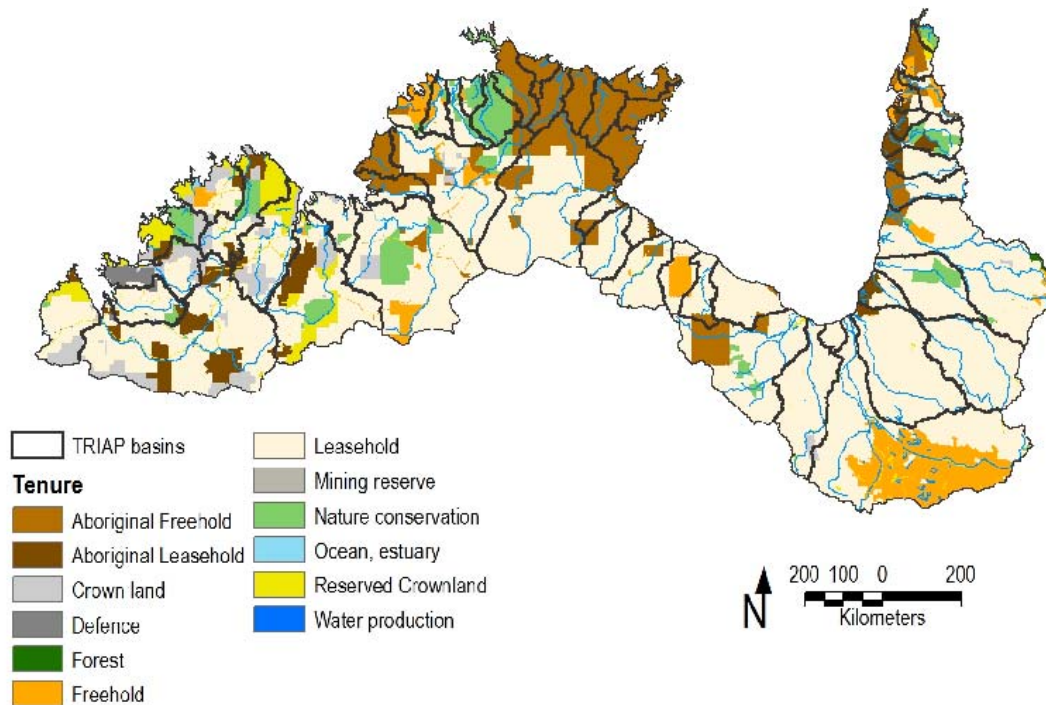 TRIAP basins
Tenure
Aboriginal Freehold
Aboriginal Leasehold
Crown land
Defence
Forest
Freehold
Leasehold
Mining reserve
Nature conservation
Ocean, estuary
Reserved Crownland
Water production
N
200 100 0 200
Kilometers